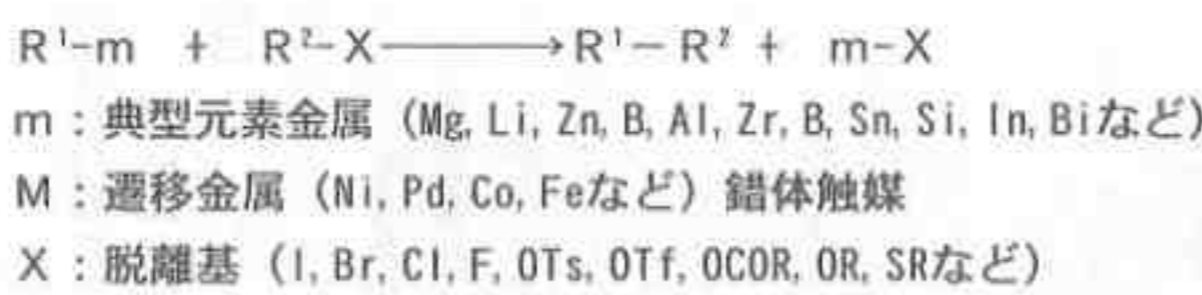 R¹-m + R²-X ⟶ R¹-R² + m-X
m：典型元素金属（Mg, Li, Zn, B, Al, Zr, B, Sn, Si, In, Biなど）
M：遷移金属（Ni, Pd, Co, Feなど）錯体触媒
X：脱離基（I, Br, Cl, F, OTs, OTf, OCOR, OR, SRなど）